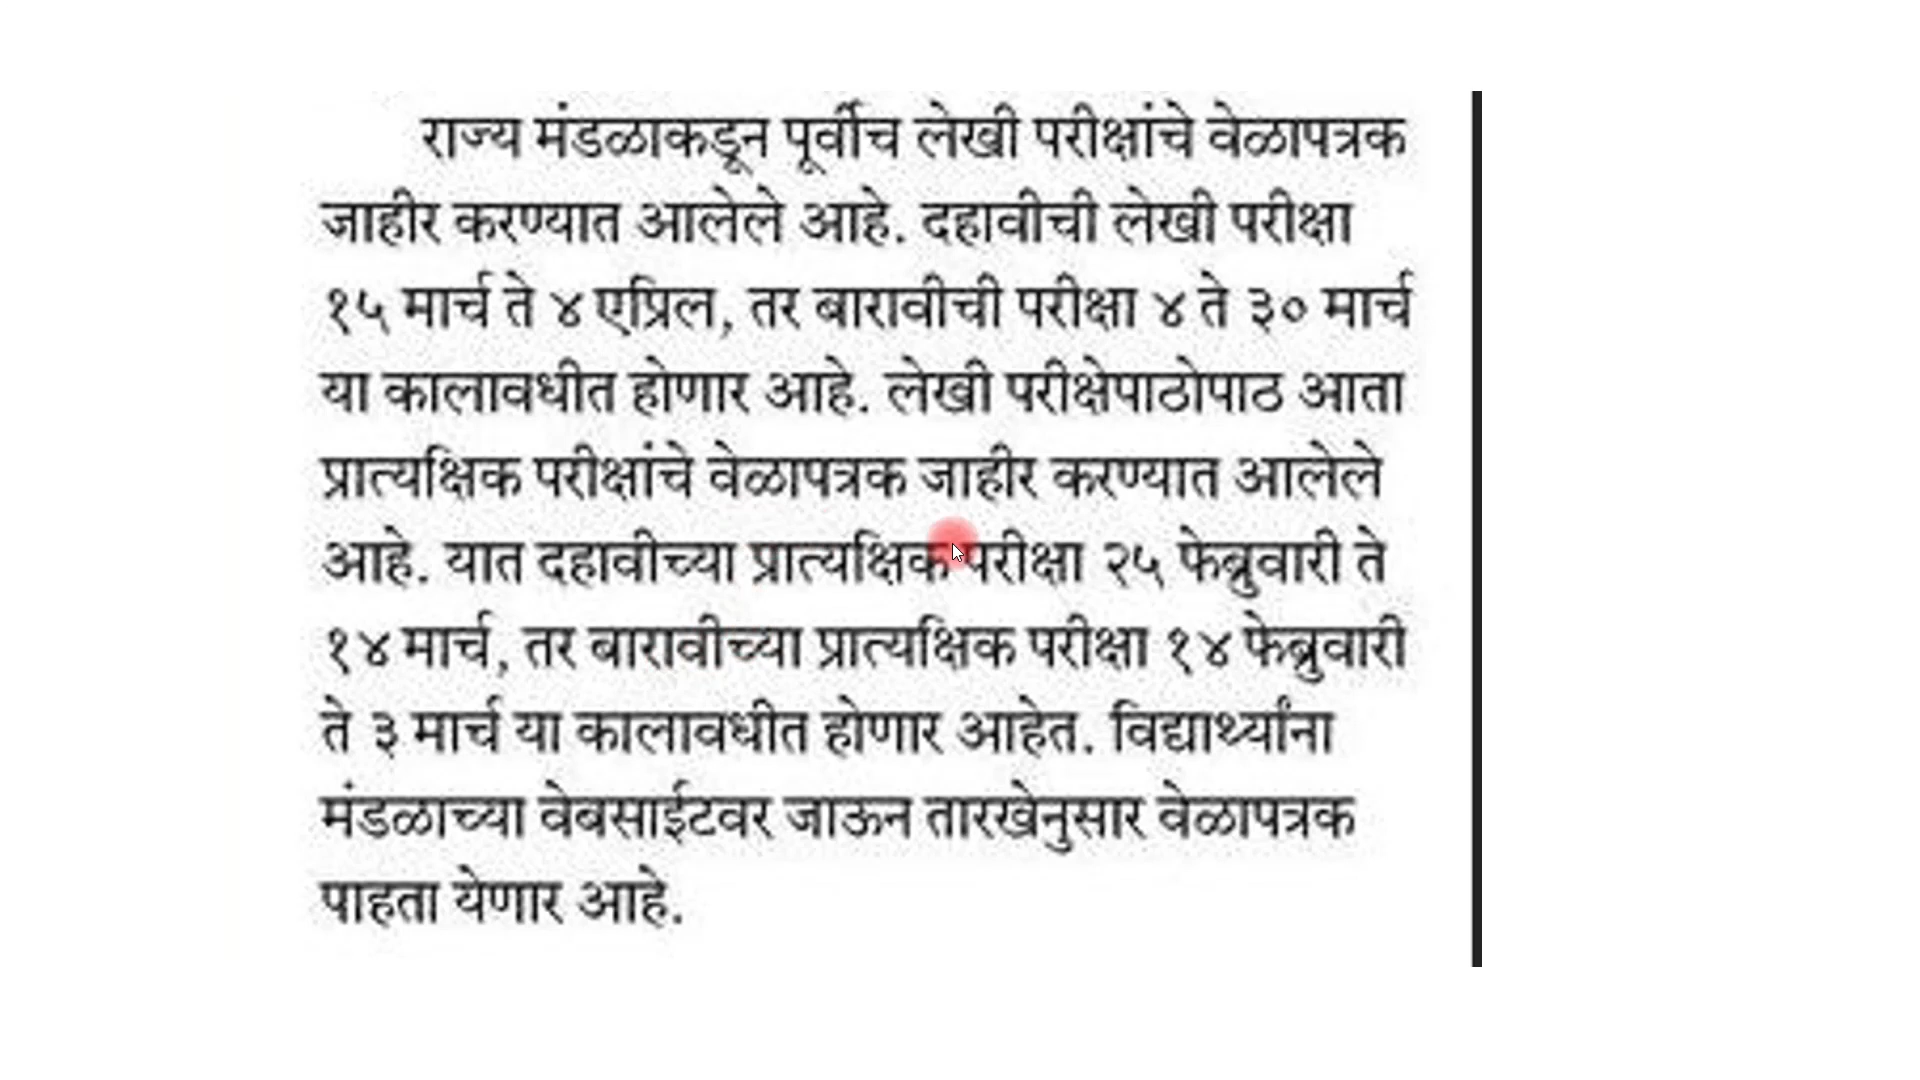 राज्य मंडळाकडून पूर्वीच लेखी परीक्षांचे वेळापत्रक
जाहीर करण्यात आलेले आहे. दहावीची लेखी परीक्षा
१५ मार्च ते ४ एप्रिल, तर बारावीची परीक्षा ४ ते ३० मार्च
या कालावधीत होणार आहे. लेखी परीक्षेपाठोपाठ आता
प्रात्यक्षिक परीक्षांचे वेळापत्रक जाहीर करण्यात आलेले
आहे. यात दहावीच्या प्रात्यक्षिक परीक्षा २५ फेब्रुवारी ते
१४ मार्च, तर बारावीच्या प्रात्यक्षिक परीक्षा १४ फेब्रुवारी
ते ३ मार्च या कालावधीत होणार आहेत. विद्यार्थ्यांना
मंडळाच्या वेबसाईटवर जाऊन तारखेनुसार वेळापत्रक
पाहता येणार आहे.